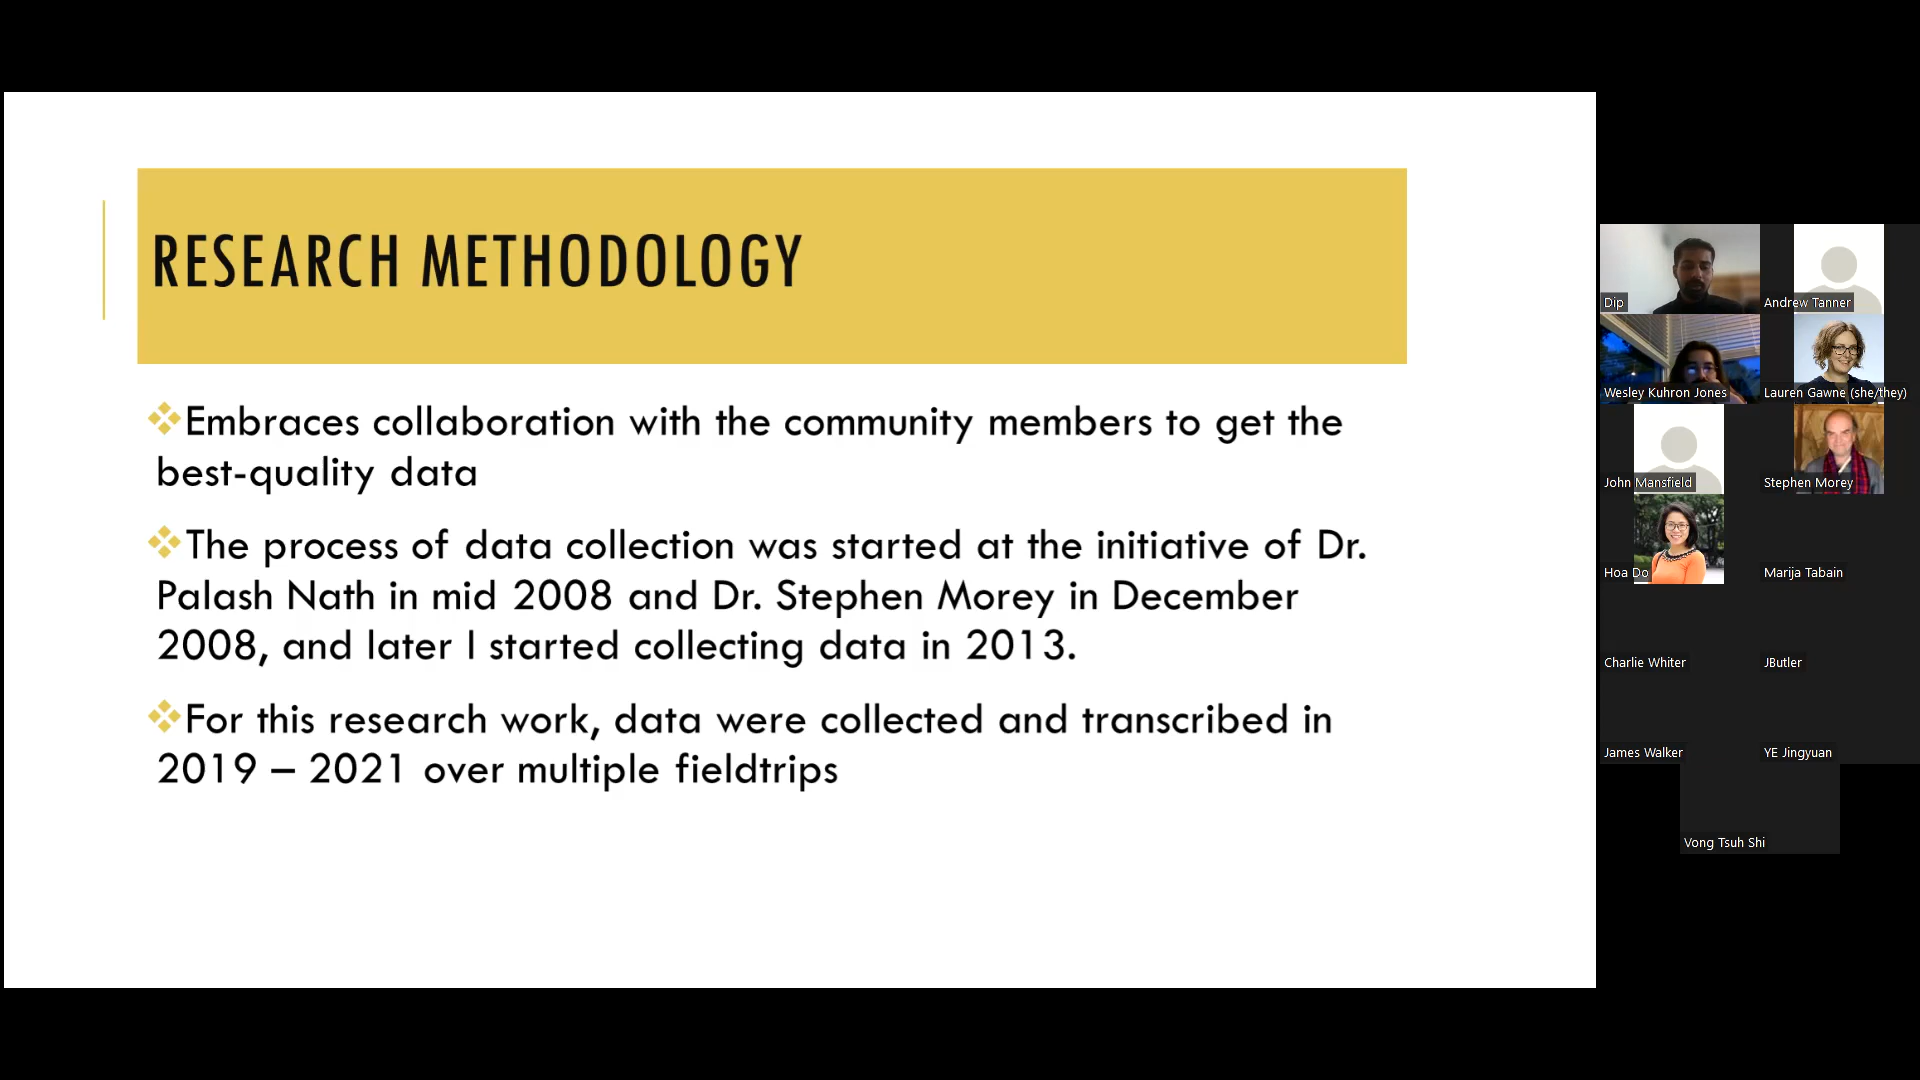 RESEARCH METHODOLOGY
❖Embraces collaboration with the community members to get the
best-quality data
❖The process of data collection was started at the initiative of Dr.
Palash Nath in mid 2008 and Dr. Stephen Morey in December
2008, and later I started collecting data in 2013.
❖For this research work, data were collected and transcribed in
2019 – 2021 over multiple fieldtrips
Dip
Andrew Tanner
Wesley Kuhron Jones
Lauren Gawne (she/they)
John Mansfield
Stephen Morey
Hoa Do
Marija Tabain
Charlie Whiter
JButler
James Walker
YE Jingyuan
Vong Tsuh Shi